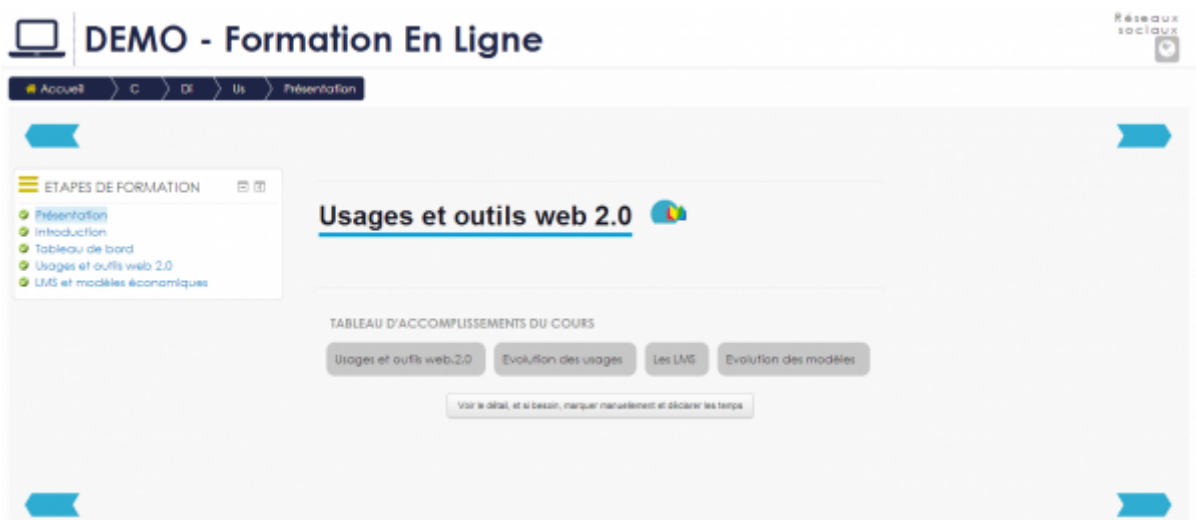 DEMO - Formation En Ligne
Réseaux
sociaux
Accueil C DI Us Présentation
ETAPES DE FORMATION
Présentation
Introduction
Tableau de bord
Usages et outils web 2.0
LMS et modèles économiques
Usages et outils web 2.0
TABLEAU D'ACCOMPLISSEMENTS DU COURS
Usages et outils web.2.0 Evolution des usages Les LMS Evolution des modèles
Voir le détail, et si besoin, marquer manuellement et déclarer les temps